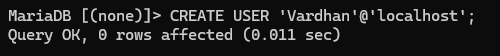 MariaDB [(none)]> CREATE USER 'Vardhan'@'localhost';
Query OK, 0 rows affected (0.011 sec)